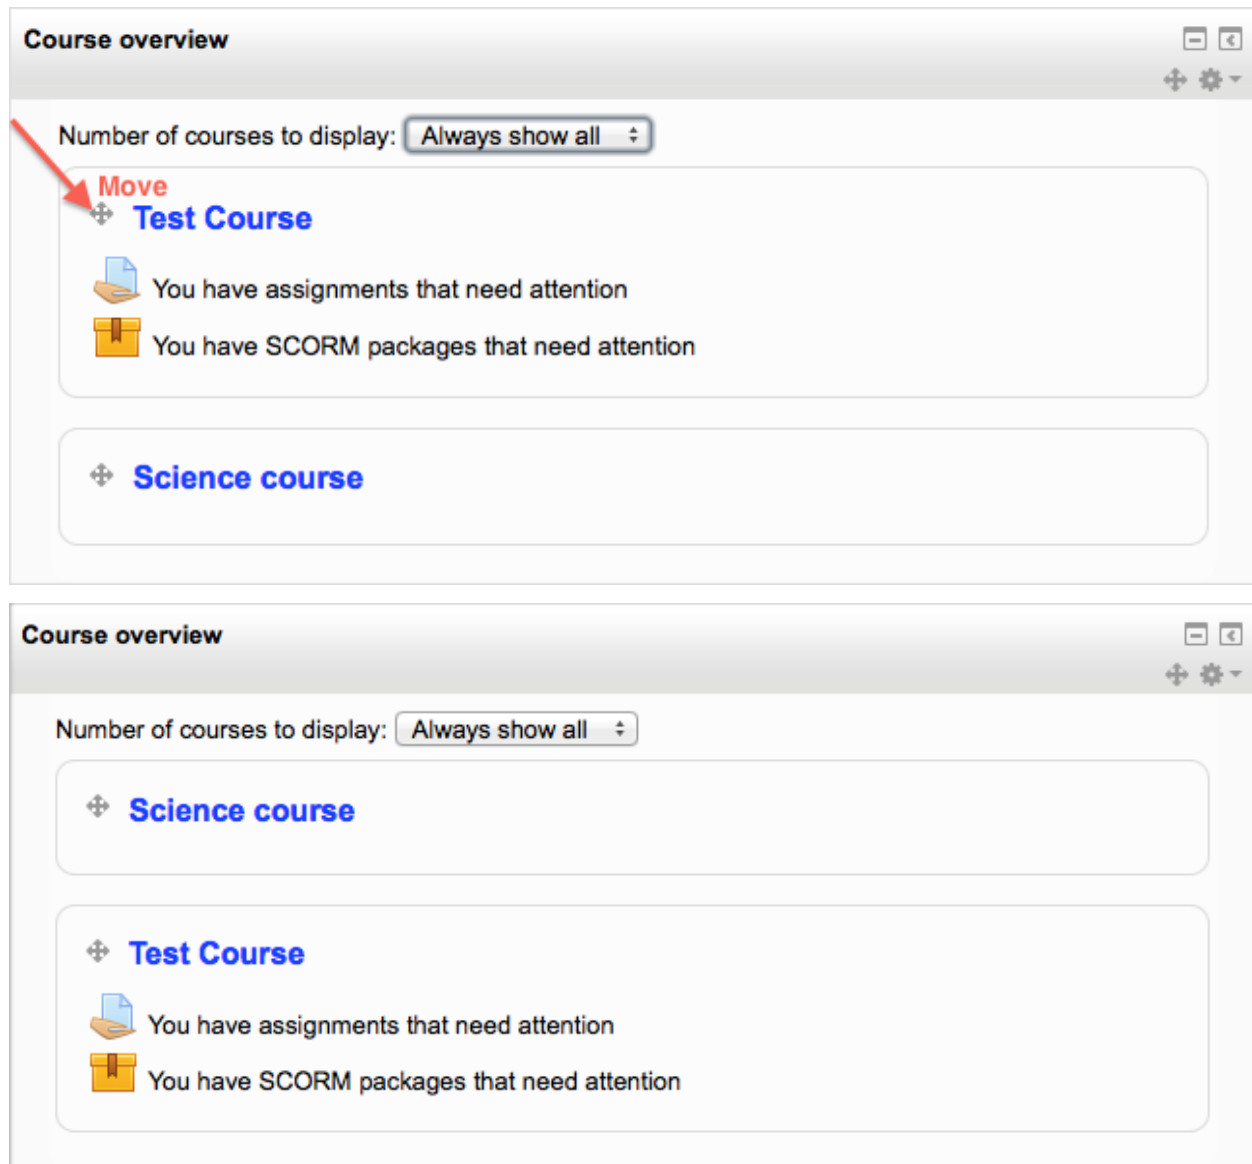 Course overview
Number of courses to display: Always show all
Move
Test Course
You have assignments that need attention
You have SCORM packages that need attention
Science course
Course overview
Number of courses to display: Always show all
Science course
Test Course
You have assignments that need attention
You have SCORM packages that need attention